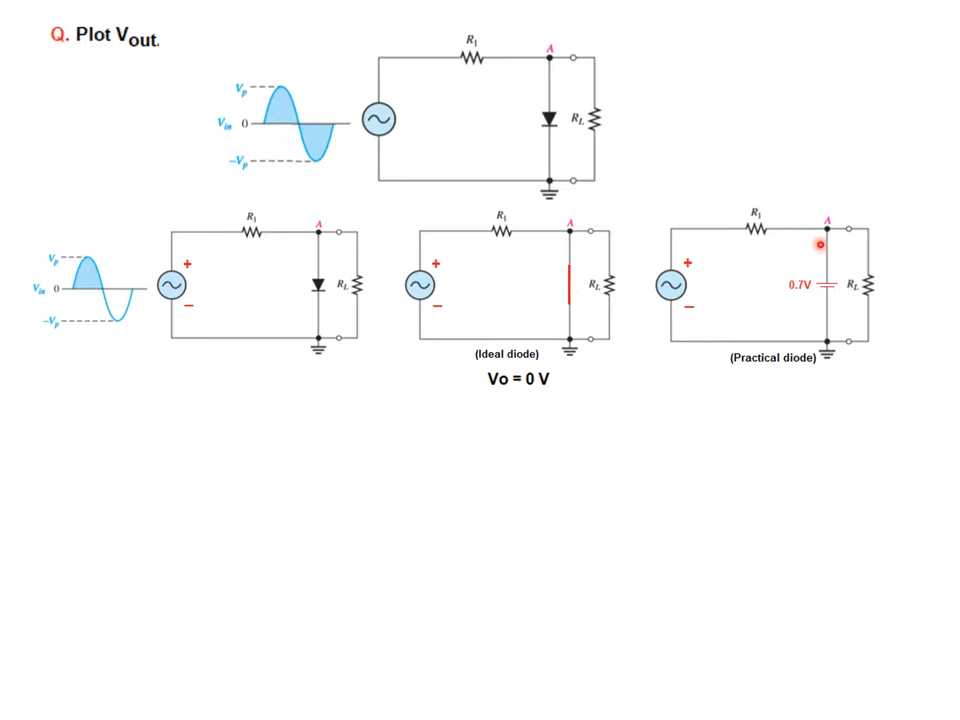 Q. Plot Vout.
R1
A
Vp
Vin 0
–Vp
RL
R1
A
Vp
Vin 0
–Vp
+
–
RL
R1
A
+
–
RL
(Ideal diode)
Vo = 0 V
R1
A
+
–
0.7V
RL
(Practical diode)